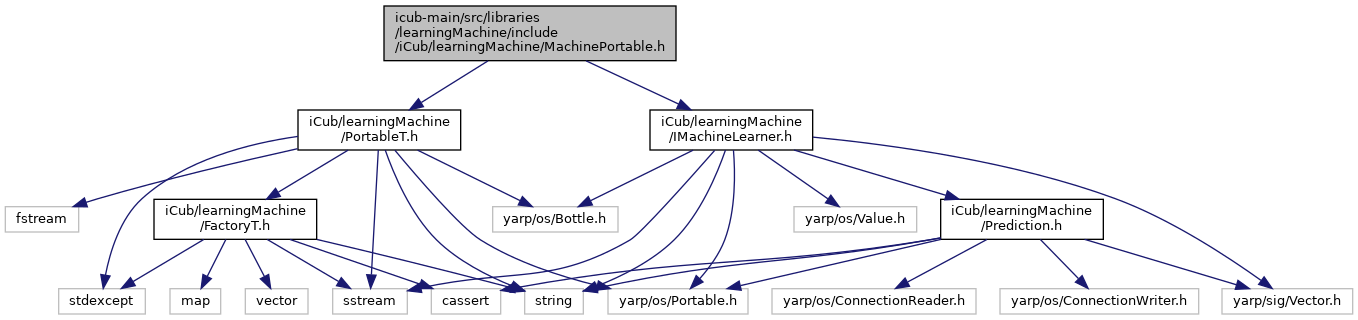 icub-main/src/libraries
/learningMachine/include
/iCub/learningMachine/MachinePortable.h
iCub/learningMachine
/PortableT.h
iCub/learningMachine
/IMachineLearner.h
fstream
iCub/learningMachine
/FactoryT.h
yarp/os/Bottle.h
yarp/os/Value.h
iCub/learningMachine
/Prediction.h
stdexcept
map
vector
sstream
cassert
string
yarp/os/Portable.h
yarp/os/ConnectionReader.h
yarp/os/ConnectionWriter.h
yarp/sig/Vector.h